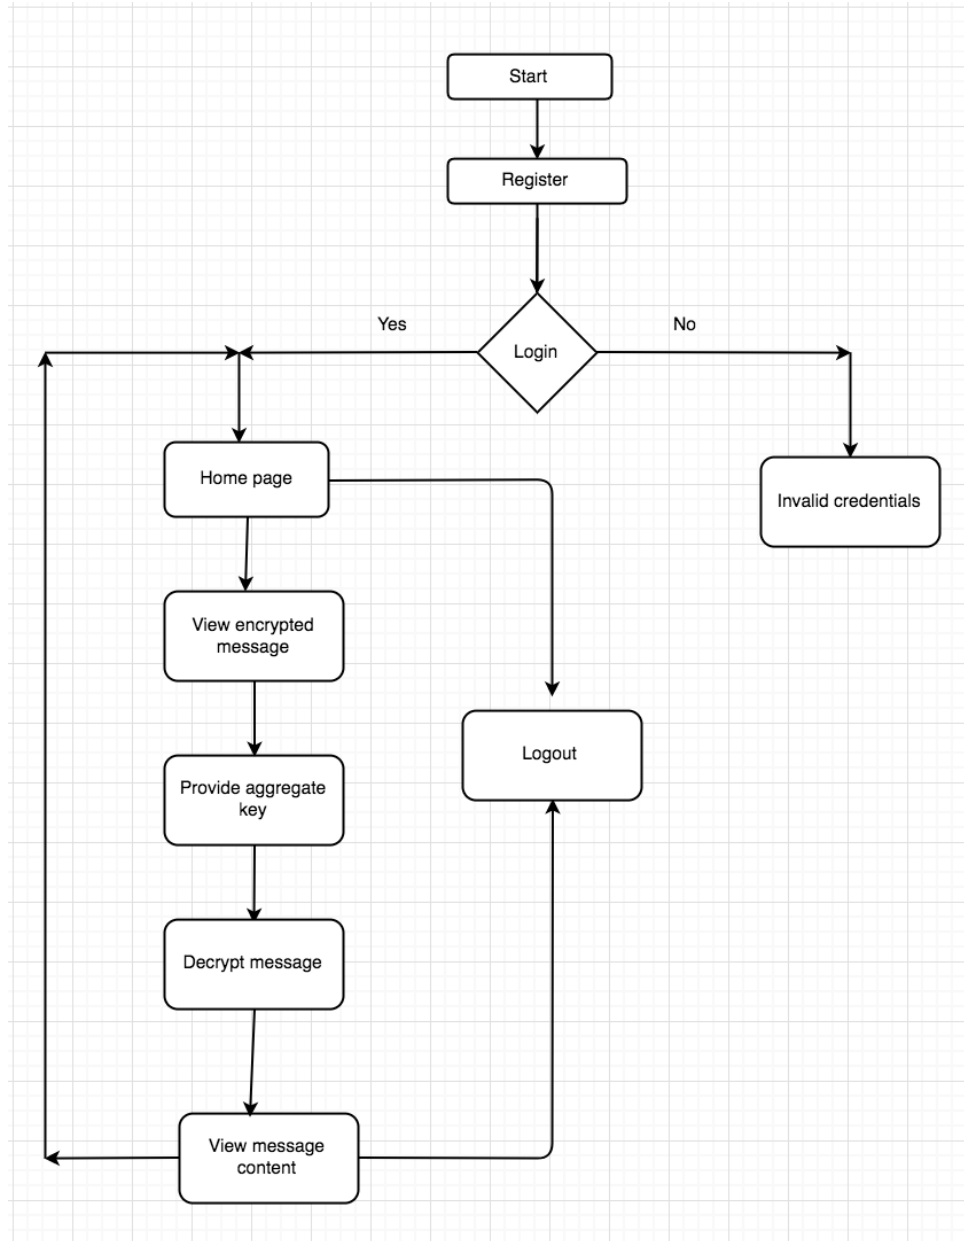 Start
Register
Yes
No
Login
Home page
Invalid credentials
View encrypted
message
Provide aggregate
key
Logout
Decrypt message
View message
content